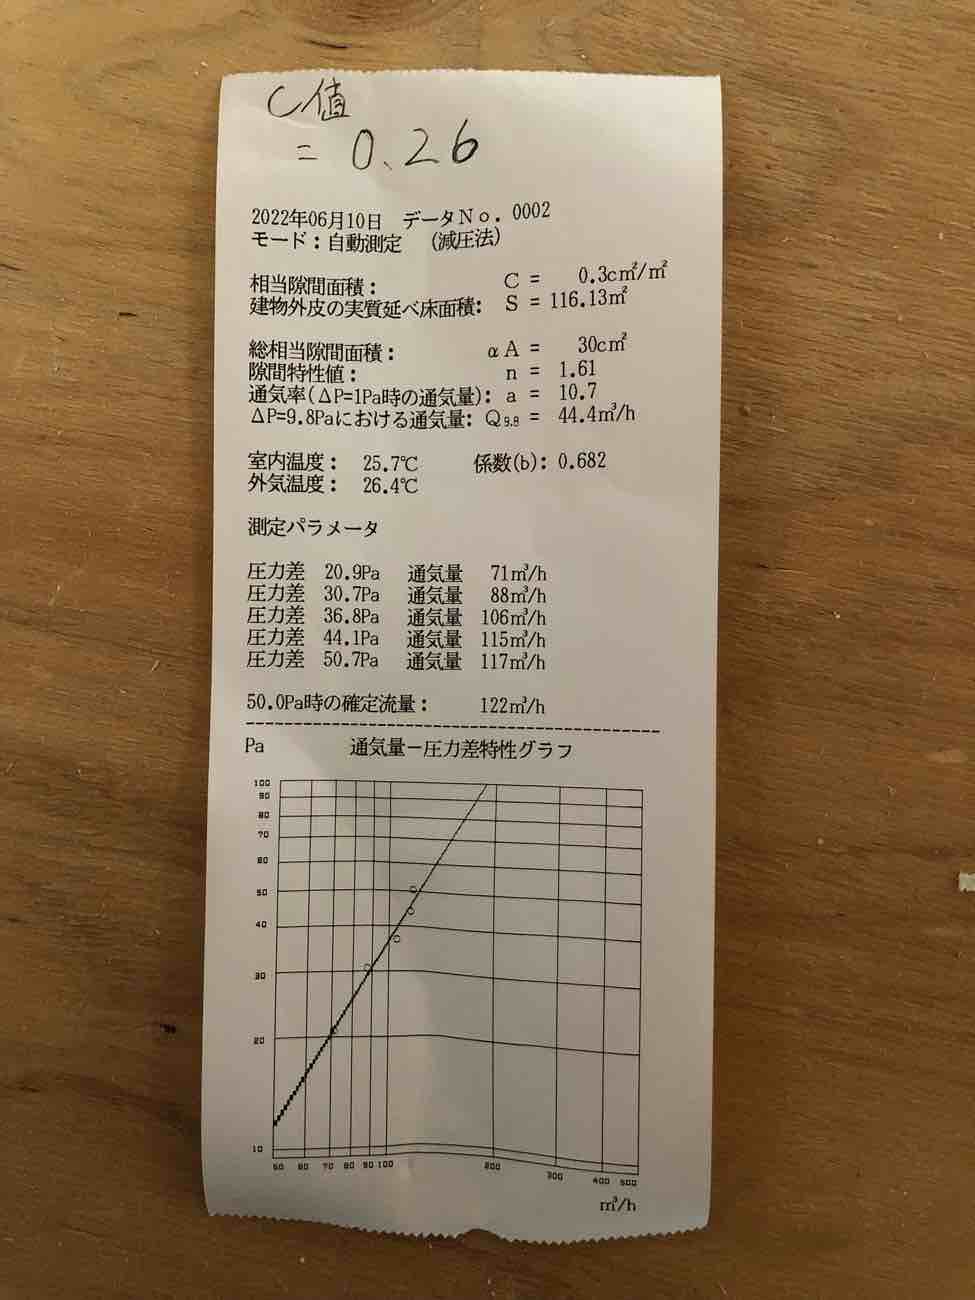 C値
= 0.26
2022年06月10日 データNo. 0002
モード:自動測定 (減圧法)
相当隙間面積: C = 0.3c㎡/㎡
建物外皮の実質延べ床面積: S = 116.13㎡
総相当隙間面積: αA = 30c㎡
隙間特性値: n = 1.61
通気率(ΔP=1Pa時の通気量): a = 10.7
ΔP=9.8Paにおける通気量: Q9.8 = 44.4㎥/h
室内温度: 25.7℃ 係数(b): 0.682
外気温度: 26.4℃
測定パラメータ
圧力差 20.9Pa 通気量 71㎥/h
圧力差 30.7Pa 通気量 88㎥/h
圧力差 36.8Pa 通気量 106㎥/h
圧力差 44.1Pa 通気量 115㎥/h
圧力差 50.7Pa 通気量 117㎥/h
50.0Pa時の確定流量: 122㎥/h
Pa 通気量-圧力差特性グラフ
100
90
80
70
60
50
40
30
20
10
50 60 70 80 90 100 200 300 400 500
㎥/h